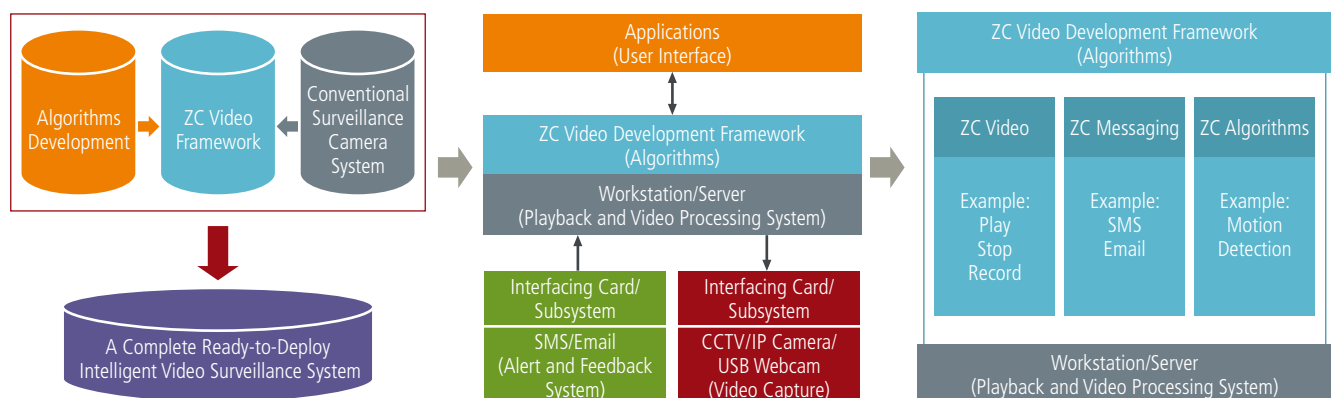 Algorithms
Development
ZC Video
Framework
Conventional
Surveillance
Camera
System
A Complete Ready-to-Deploy
Intelligent Video Surveillance System
Applications
(User Interface)
ZC Video Development Framework
(Algorithms)
Workstation/Server
(Playback and Video Processing System)
Interfacing Card/
Subsystem
SMS/Email
(Alert and Feedback
System)
Interfacing Card/
Subsystem
CCTV/IP Camera/
USB Webcam
(Video Capture)
ZC Video Development Framework
(Algorithms)
ZC Video
Example:
Play
Stop
Record
ZC Messaging
Example:
SMS
Email
ZC Algorithms
Example:
Motion
Detection
Workstation/Server
(Playback and Video Processing System)